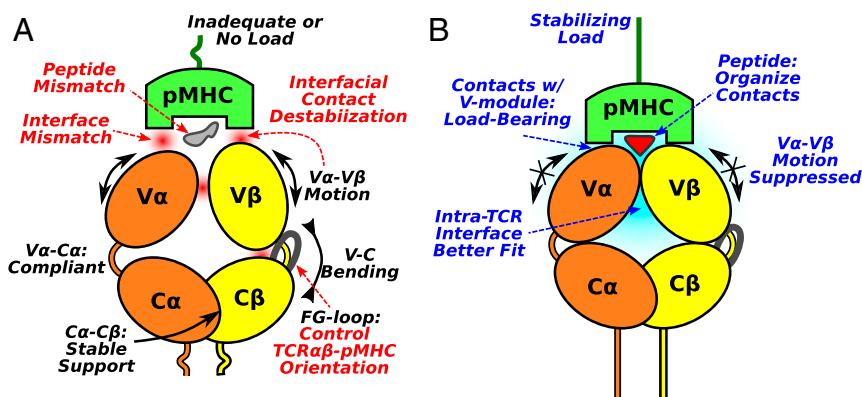 A
Inadequate or
No Load
Peptide
Mismatch
pMHC
Interfacial
Contact
Destabiization
Interface
Mismatch
Vα
Vβ
Vα-Vβ
Motion
Vα-Cα:
Compliant
V-C
Bending
Cα
Cβ
Cα-Cβ:
Stable
Support
FG-loop:
Control
TCRαβ-pMHC
Orientation
B
Stabilizing
Load
Peptide:
Organize
Contacts
Contacts w/
V-module:
Load-Bearing
pMHC
Vα-Vβ
Motion
Suppressed
Vα
Vβ
Intra-TCR
Interface
Better Fit
Cα
Cβ